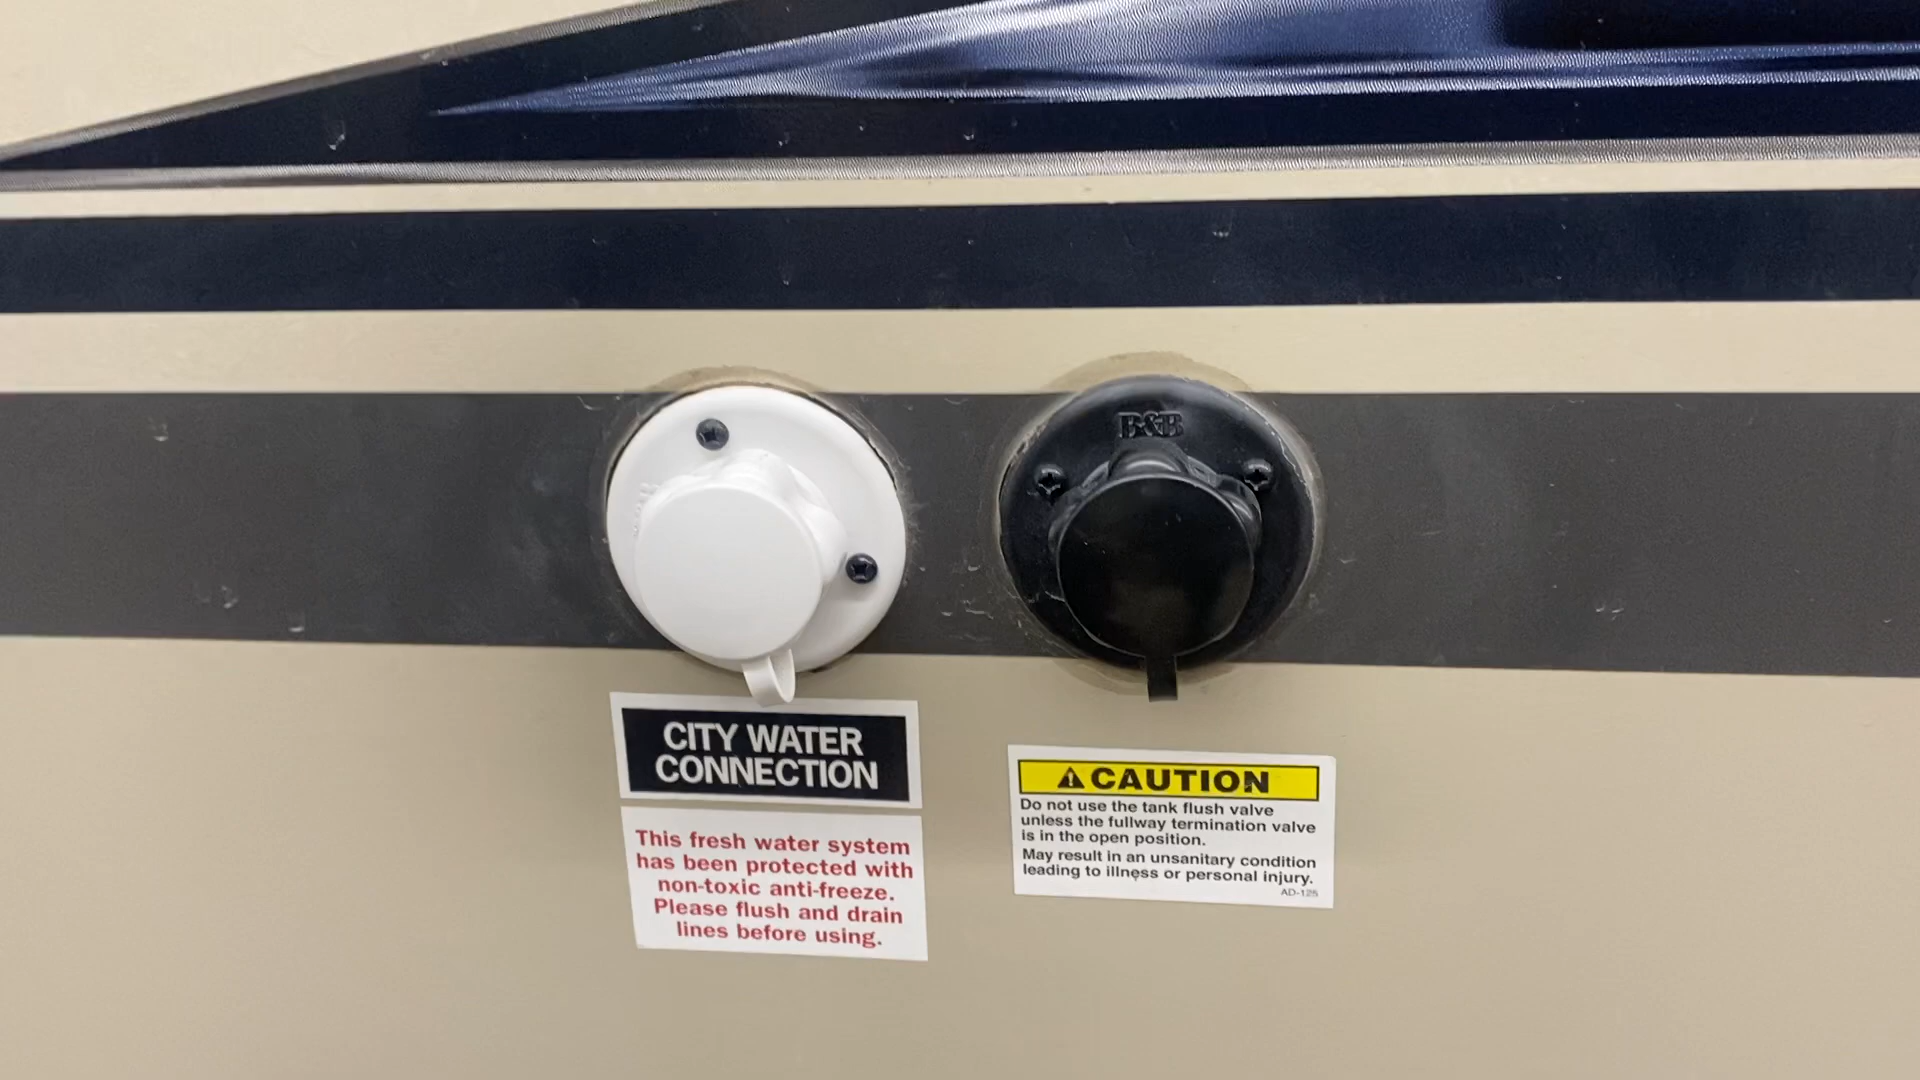 B&B
CITY WATER
CONNECTION
This fresh water system
has been protected with
non-toxic anti-freeze.
Please flush and drain
lines before using.
CAUTION
Do not use the tank flush valve
unless the fullway termination valve
is in the open position.
May result in an unsanitary condition
leading to illness or personal injury.
AD-125